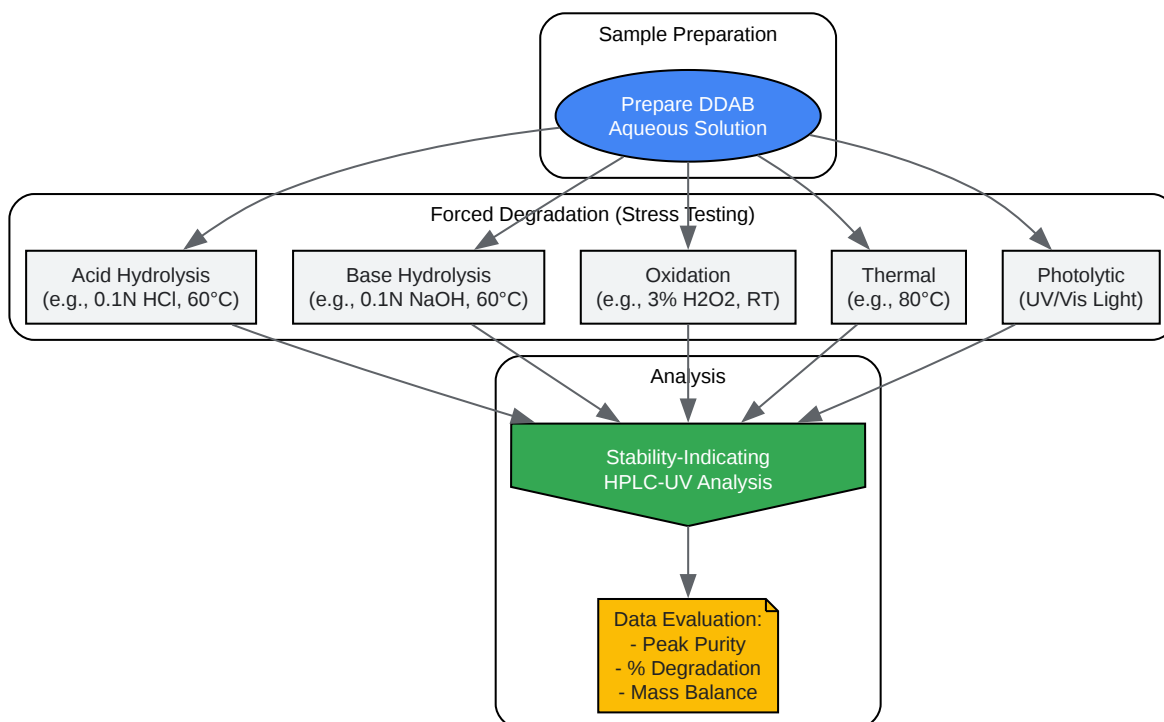 Sample Preparation
Prepare DDAB
Aqueous Solution
Forced Degradation (Stress Testing)
Acid Hydrolysis
(e.g., 0.1N HCl, 60°C)
Base Hydrolysis
(e.g., 0.1N NaOH, 60°C)
Oxidation
(e.g., 3% H2O2, RT)
Thermal
(e.g., 80°C)
Photolytic
(UV/Vis Light)
Analysis
Stability-Indicating
HPLC-UV Analysis
Data Evaluation:
- Peak Purity
- % Degradation
- Mass Balance